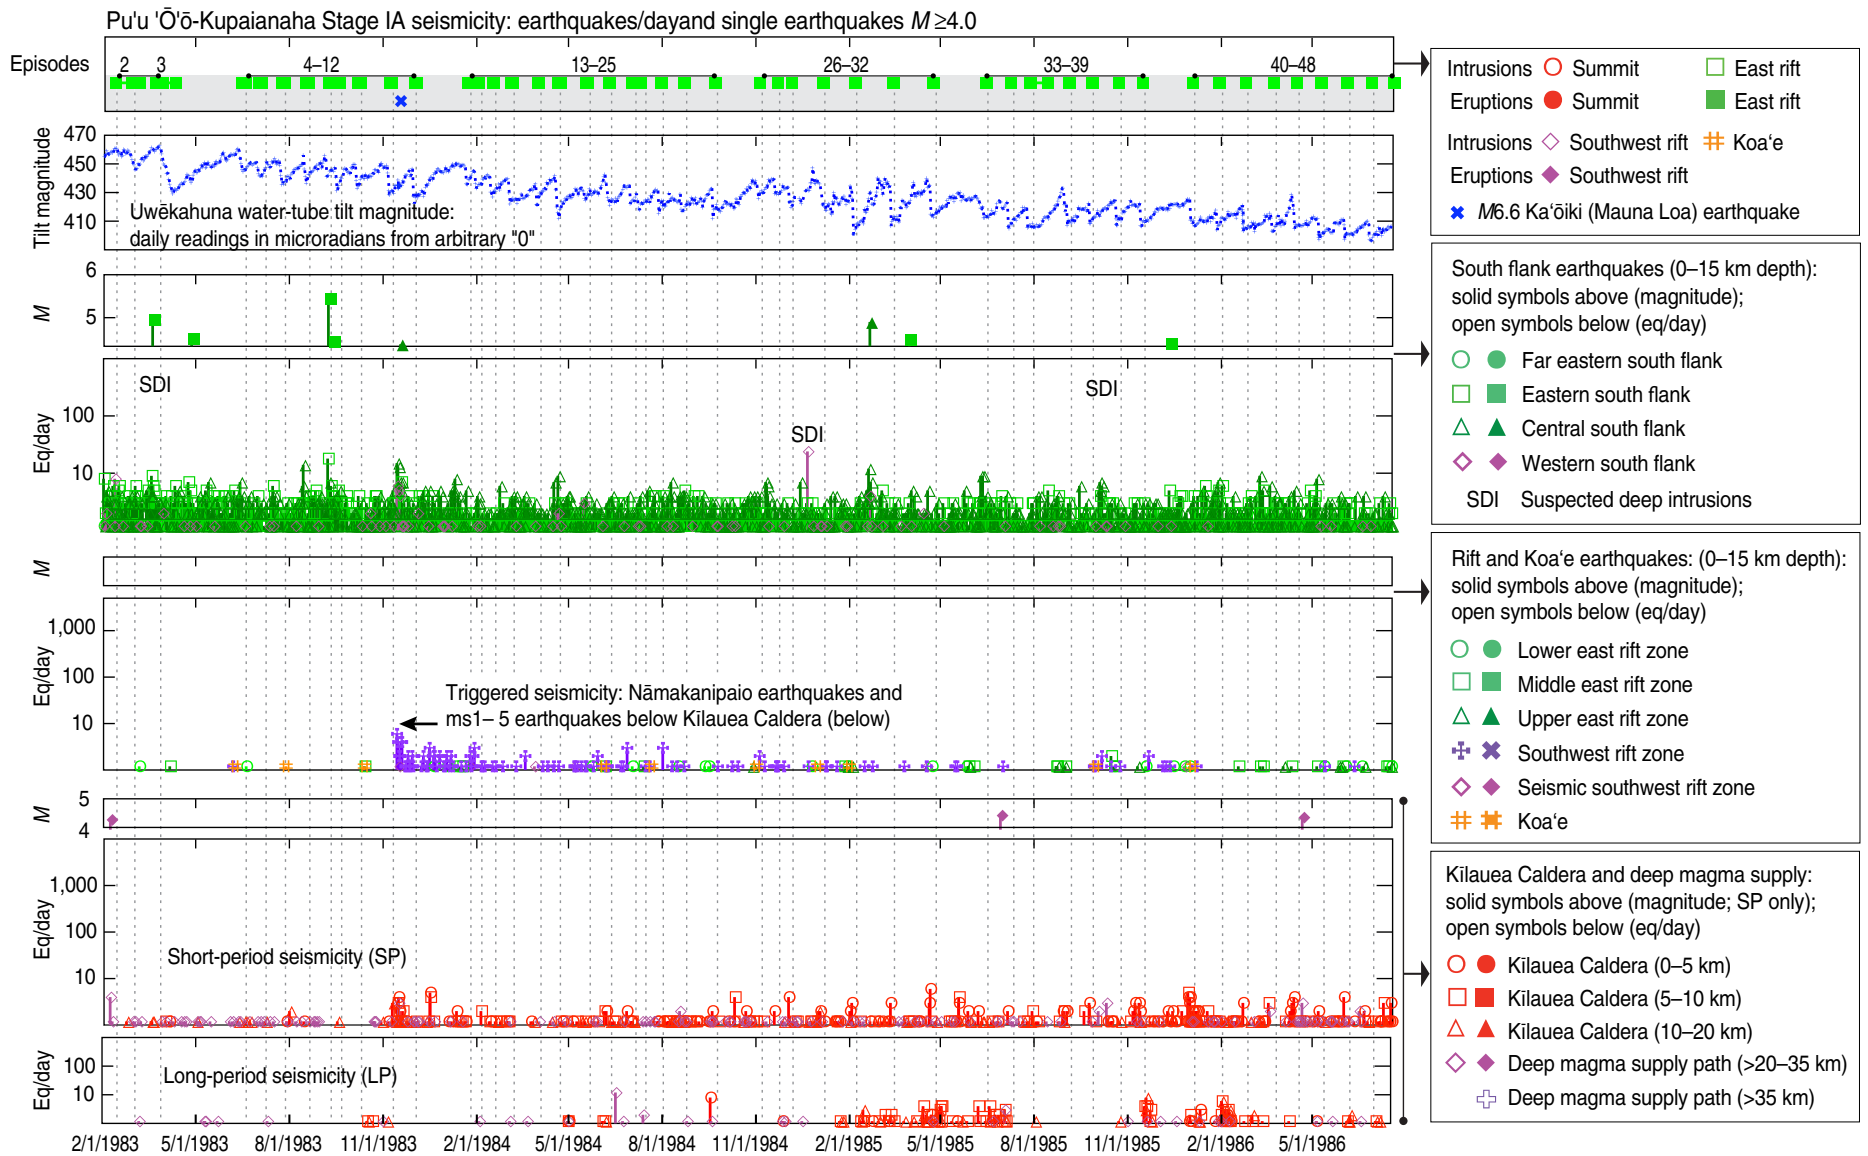 Pu'u 'Ō'ō-Kupaianaha Stage IA seismicity: earthquakes/dayand single earthquakes M ≥4.0
Episodes
2 3 4–12 13–25 26–32 33–39 40–48
Tilt magnitude
470
450
430
410
Uwēkahuna water-tube tilt magnitude:
daily readings in microradians from arbitrary "0"
M
6
5
Eq/day
100
10
SDI
SDI
SDI
M
Eq/day
1,000
100
10
Triggered seismicity: Nāmakanipaio earthquakes and
ms1– 5 earthquakes below Kīlauea Caldera (below)
M
5
4
Eq/day
1,000
100
10
Short-period seismicity (SP)
Eq/day
100
10
Long-period seismicity (LP)
2/1/1983 5/1/1983 8/1/1983 11/1/1983 2/1/1984 5/1/1984 8/1/1984 11/1/1984 2/1/1985 5/1/1985 8/1/1985 11/1/1985 2/1/1986 5/1/1986
Intrusions Summit East rift
Eruptions Summit East rift
Intrusions Southwest rift Koa‘e
Eruptions Southwest rift
M6.6 Ka‘ōiki (Mauna Loa) earthquake
South flank earthquakes (0–15 km depth):
solid symbols above (magnitude);
open symbols below (eq/day)
Far eastern south flank
Eastern south flank
Central south flank
Western south flank
SDI Suspected deep intrusions
Rift and Koa‘e earthquakes: (0–15 km depth):
solid symbols above (magnitude);
open symbols below (eq/day)
Lower east rift zone
Middle east rift zone
Upper east rift zone
Southwest rift zone
Seismic southwest rift zone
Koa‘e
Kīlauea Caldera and deep magma supply:
solid symbols above (magnitude; SP only);
open symbols below (eq/day)
Kīlauea Caldera (0–5 km)
Kīlauea Caldera (5–10 km)
Kīlauea Caldera (10–20 km)
Deep magma supply path (>20–35 km)
Deep magma supply path (>35 km)